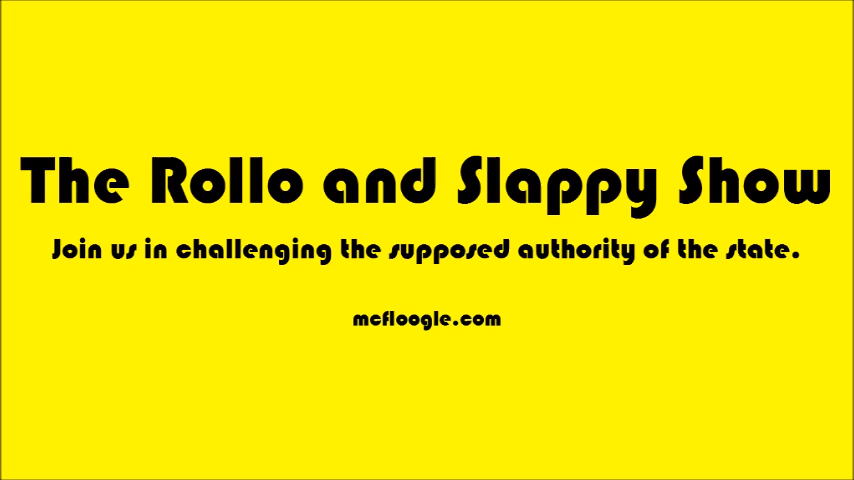 The Rollo and Slappy Show
Join us in challenging the supposed authority of the state.
mcfloogle.com